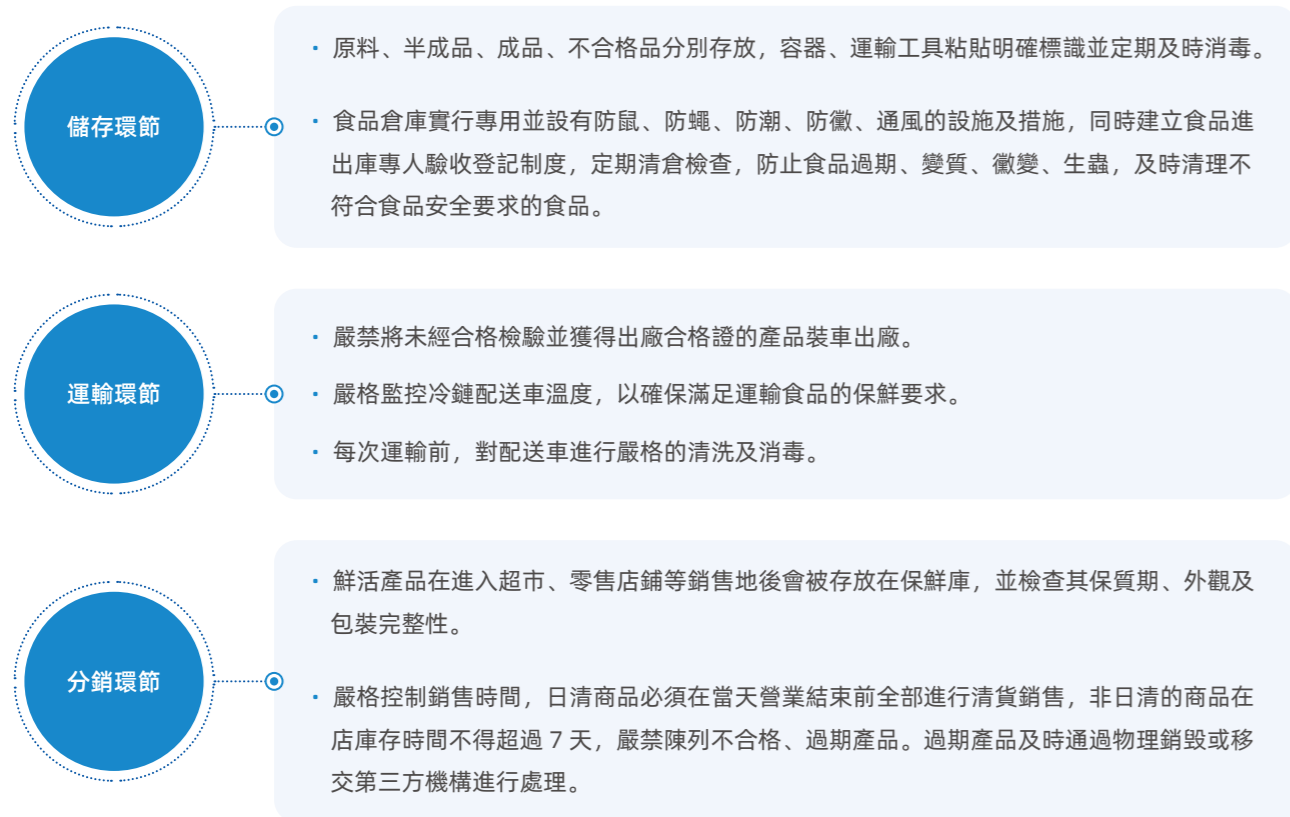 儲存環節
· 原料、半成品、成品、不合格品分別存放，容器、運輸工具粘貼明確標識並定期及時消毒。
· 食品倉庫實行專用並設有防鼠、防蠅、防潮、防黴、通風的設施及措施，同時建立食品進
出庫專人驗收登記制度，定期清倉檢查，防止食品過期、變質、黴變、生蟲，及時清理不
符合食品安全要求的食品。
運輸環節
· 嚴禁將未經合格檢驗並獲得出廠合格證的產品裝車出廠。
· 嚴格監控冷鏈配送車溫度，以確保滿足運輸食品的保鮮要求。
· 每次運輸前，對配送車進行嚴格的清洗及消毒。
分銷環節
· 鮮活產品在進入超市、零售店鋪等銷售地後會被存放在保鮮庫，並檢查其保質期、外觀及
包裝完整性。
· 嚴格控制銷售時間，日清商品必須在當天營業結束前全部進行清貨銷售，非日清的商品在
店庫存時間不得超過 7 天，嚴禁陳列不合格、過期產品。過期產品及時通過物理銷毀或移
交第三方機構進行處理。